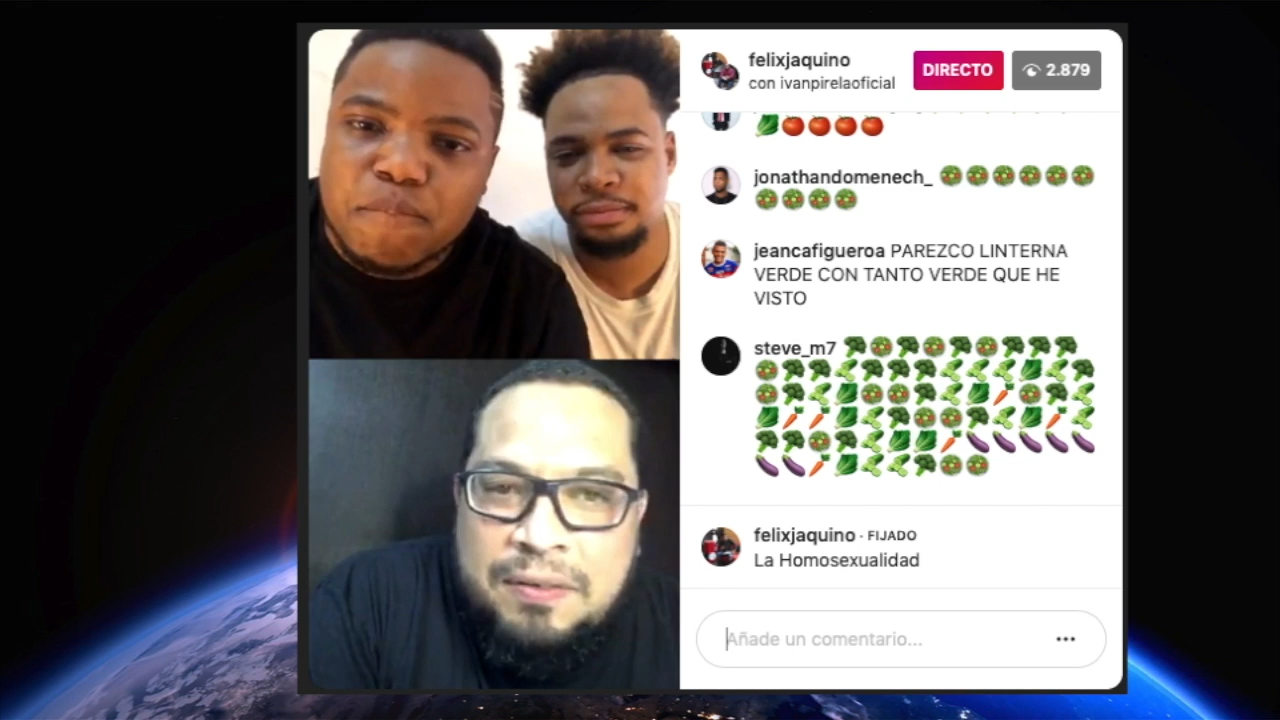 felixjaquino
con ivanpirelaoficial
DIRECTO
2.879
jonathandomenech_
jeancafigueroa PAREZCO LINTERNA
VERDE CON TANTO VERDE QUE HE
VISTO
steve_m7
felixjaquino · FIJADO
La Homosexualidad
Añade un comentario...